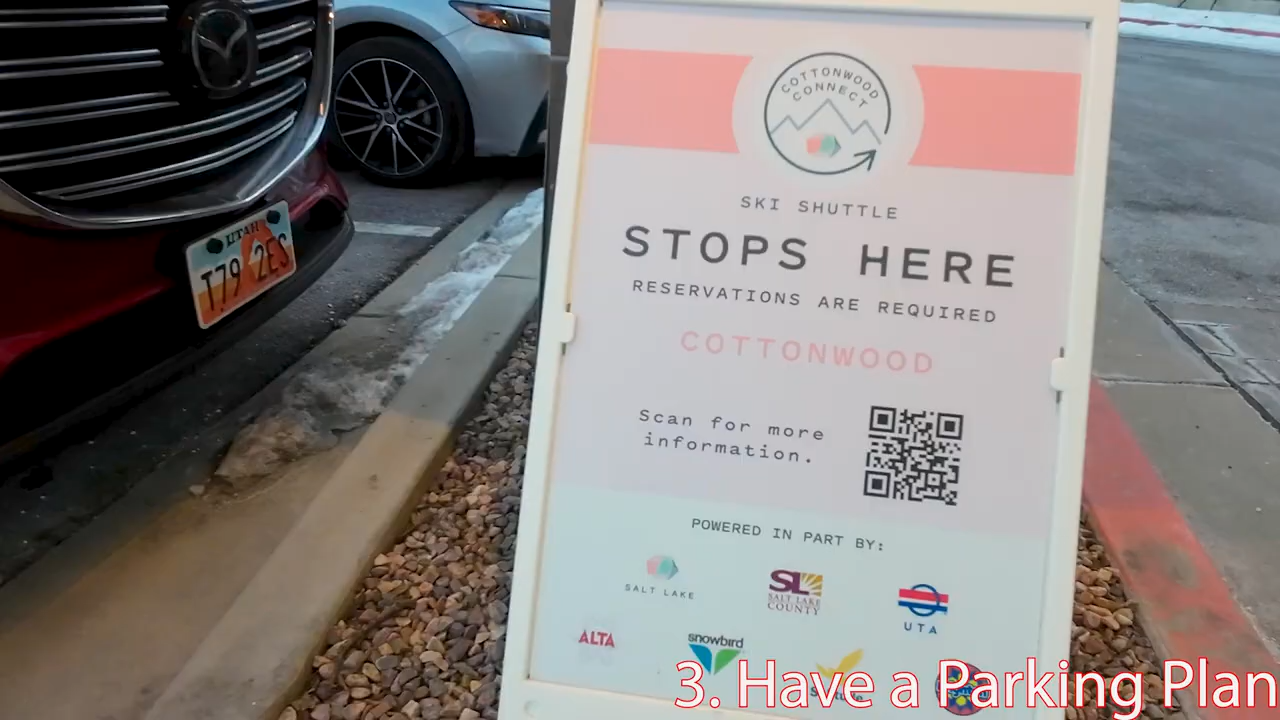 COTTONWOOD
CONNECT
SKI SHUTTLE
STOPS HERE
RESERVATIONS ARE REQUIRED
COTTONWOOD
Scan for more
information.
POWERED IN PART BY:
SALT LAKE
SL
SALT LAKE
COUNTY
UTA
ALTA
snowbird
UTAH
T79 2ES
3. Have a Parking Plan